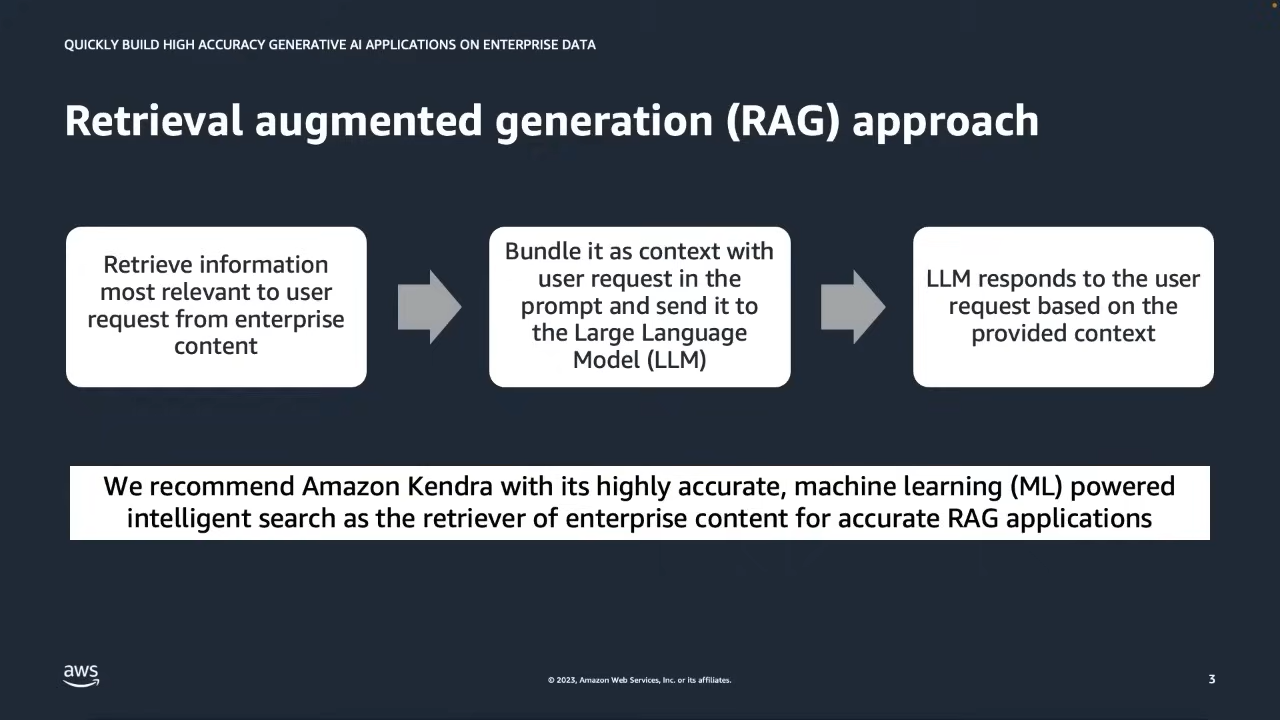 QUICKLY BUILD HIGH ACCURACY GENERATIVE AI APPLICATIONS ON ENTERPRISE DATA
Retrieval augmented generation (RAG) approach
Retrieve information
most relevant to user
request from enterprise
content
Bundle it as context with
user request in the
prompt and send it to
the Large Language
Model (LLM)
LLM responds to the user
request based on the
provided context
We recommend Amazon Kendra with its highly accurate, machine learning (ML) powered
intelligent search as the retriever of enterprise content for accurate RAG applications
aws
© 2023, Amazon Web Services, Inc. or its affiliates.
3